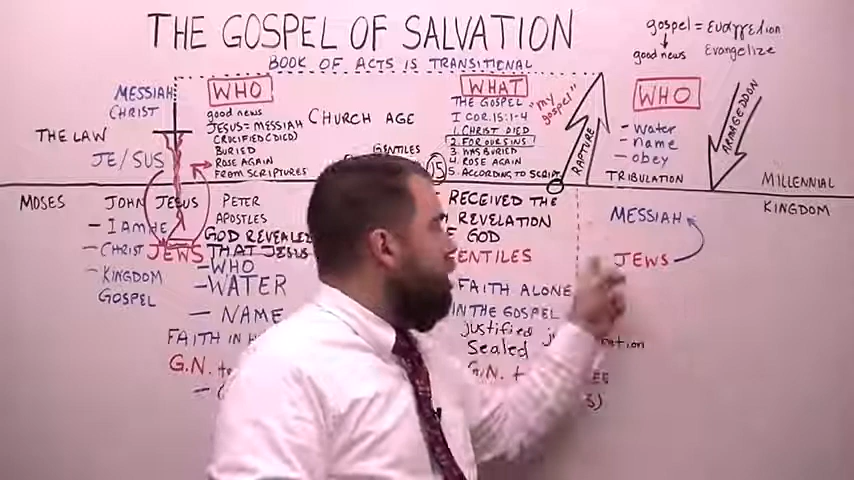 THE GOSPEL OF SALVATION
BOOK OF ACTS IS TRANSITIONAL
gospel = ευαγγελιον
good news Evangelize
MESSIAH
CHRIST
THE LAW
JE/SUS
WHO
good news
JESUS = MESSIAH
CRUCIFIED (DIED)
BURIED
ROSE AGAIN
FROM SCRIPTURES
CHURCH AGE
GENTILES
WHAT
THE GOSPEL
I COR. 15:1-4
"my gospel"
1. CHRIST DIED
2. FOR OUR SINS
3. WAS BURIED
4. ROSE AGAIN
5. ACCORDING TO SCRIPT
15
RAPTURE
WHO
- water
- name
- obey
TRIBULATION
ARMAGEDDON
MILLENNIAL
KINGDOM
MOSES
JOHN JESUS
- I AM HE
- CHRIST
- KINGDOM
GOSPEL
JEWS
PETER
APOSTLES
GOD REVEALED
THAT JESUS
- WHO
- WATER
- NAME
FAITH IN
G.N.
RECEIVED THE
REVELATION
GOD
FAITH ALONE
IN THE GOSPEL
justified
Sealed
G.N. +
MESSIAH
JEWS